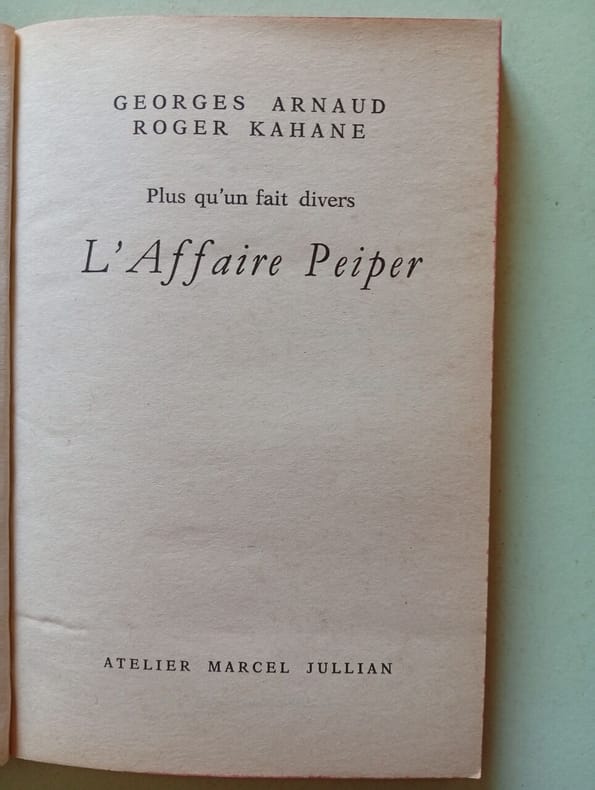 GEORGES ARNAUD
ROGER KAHANE
Plus qu'un fait divers
L'Affaire Peiper
ATELIER MARCEL JULLIAN